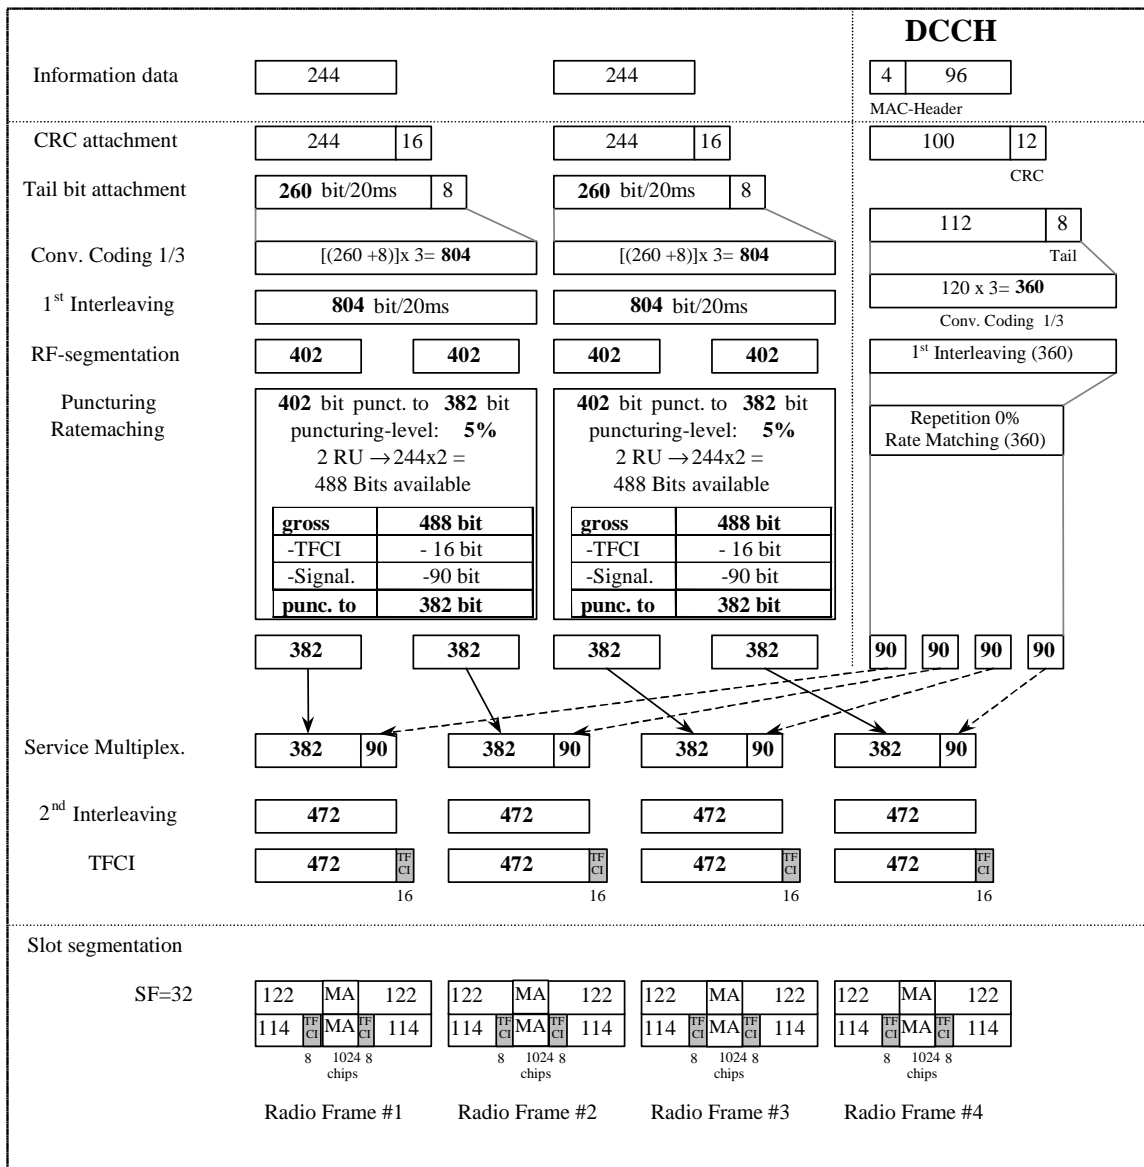 DCCH
Information data 244 244 4 96
MAC-Header
CRC attachment 244 16 244 16 100 12
CRC
Tail bit attachment 260 bit/20ms 8 260 bit/20ms 8
112 8
Tail
Conv. Coding 1/3 [(260 +8)]x 3= 804 [(260 +8)]x 3= 804
120 x 3= 360
Conv. Coding 1/3
1st Interleaving 804 bit/20ms 804 bit/20ms
RF-segmentation 402 402 402 402 1st Interleaving (360)
Puncturing
Ratemaching
402 bit punct. to 382 bit
puncturing-level: 5%
2 RU →244x2 =
488 Bits available
gross 488 bit
-TFCI - 16 bit
-Signal. -90 bit
punc. to 382 bit
402 bit punct. to 382 bit
puncturing-level: 5%
2 RU →244x2 =
488 Bits available
gross 488 bit
-TFCI - 16 bit
-Signal. -90 bit
punc. to 382 bit
Repetition 0%
Rate Matching (360)
382 382 382 382 90 90 90 90
Service Multiplex. 382 90 382 90 382 90 382 90
2nd Interleaving 472 472 472 472
TFCI 472 TF CI 472 TF CI 472 TF CI 472 TF CI
16 16 16 16
Slot segmentation
SF=32 122 MA 122 122 MA 122 122 MA 122 122 MA 122
114 TF CI MA TF CI 114 114 TF CI MA TF CI 114 114 TF CI MA TF CI 114 114 TF CI MA TF CI 114
8 1024 8 8 1024 8 8 1024 8 8 1024 8
chips chips chips chips
Radio Frame #1 Radio Frame #2 Radio Frame #3 Radio Frame #4